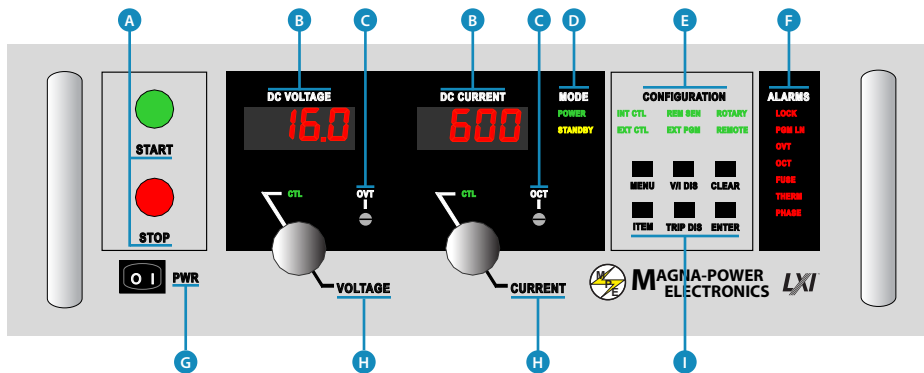 A B C B C D E F
DC VOLTAGE
16.0
DC CURRENT
600
MODE
POWER
STANDBY
CONFIGURATION
INT CTL REM SEN ROTARY
EXT CTL EXT PGM REMOTE
ALARMS
LOCK
PGM LN
OVT
OCT
FUSE
THERM
PHASE
START
STOP
CTL
OVT
CTL
OCT
MENU V/I DIS CLEAR
ITEM TRIP DIS ENTER
O I PWR
VOLTAGE
CURRENT
M P E
MAGNA-POWER
ELECTRONICS
LXI
G H H I